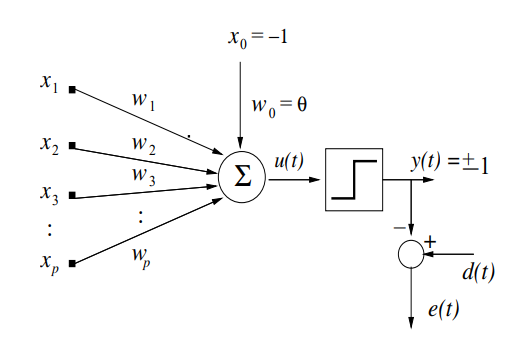 x₀ = −1
x₁
w₁
w₀ = θ
x₂
w₂
u(t)
y(t) = ±1
x₃
w₃
Σ
:
:
− +
xₚ
wₚ
d(t)
e(t)